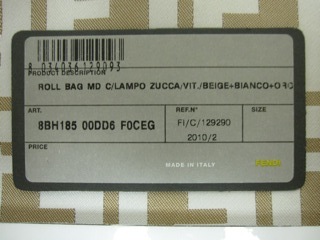 8 034036 129093
PRODUCT DESCRIPTION
ROLL BAG MD C/LAMPO ZUCCA/VIT./BEIGE+BIANCO+ORO
ART.
8BH185 00DD6 F0CEG
REF.N°
FI/C/129290
2010/2
SIZE
PRICE
MADE IN ITALY
FENDI